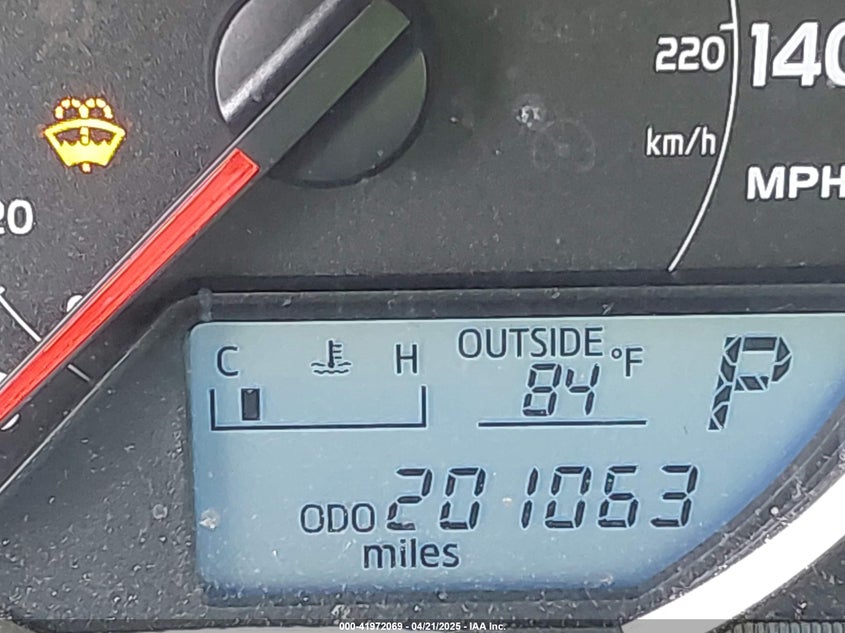 220
140
km/h
MPH
20
C
H
OUTSIDE °F
84
P
ODO 201063
miles
000-41972069 - 04/21/2025 - IAA Inc.